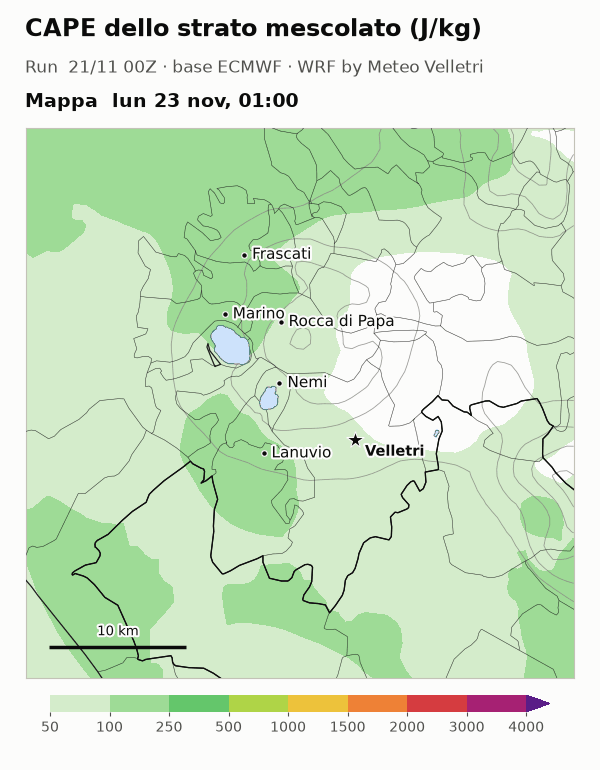 CAPE dello strato mescolato (J/kg)
Run  21/11 00Z · base ECMWF · WRF by Meteo Velletri
Mappa  lun 23 nov, 01:00
Frascati
Marino
Rocca di Papa
Nemi
Velletri
Lanuvio
10 km
50 100 250 500 1000 1500 2000 3000 4000